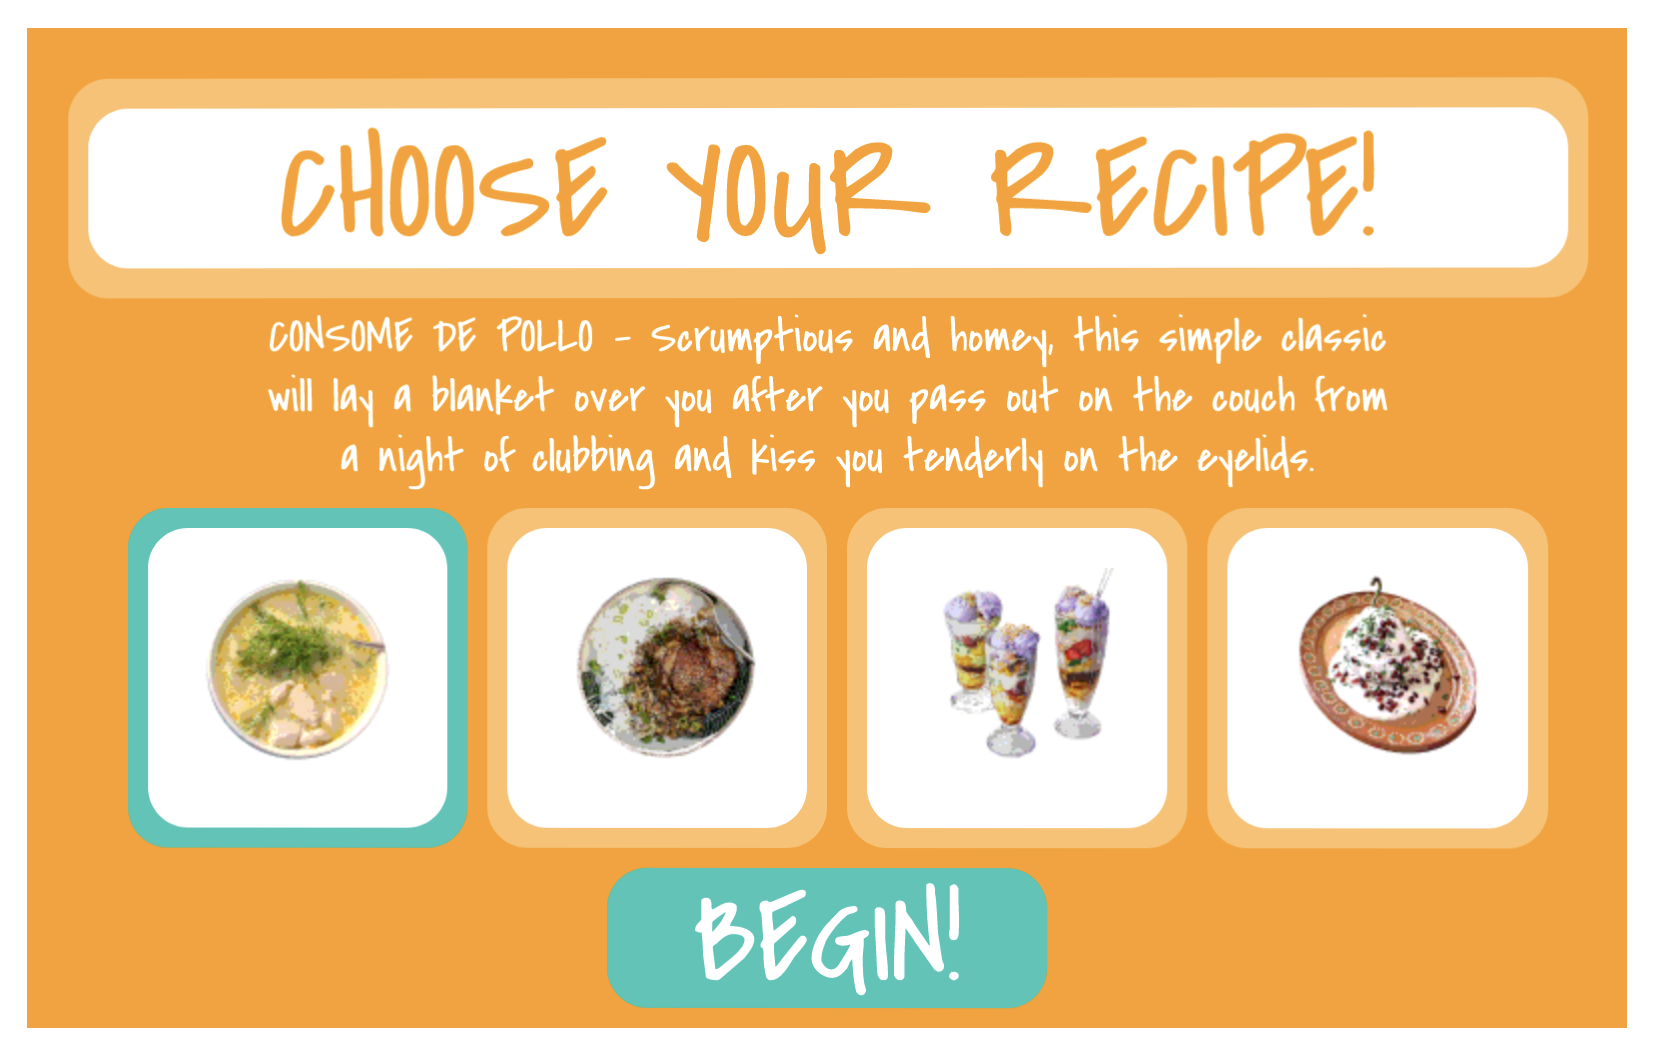 CHOOSE YOUR RECIPE!
CONSOME DE POLLO - Scrumptious and homey, this simple classic
will lay a blanket over you after you pass out on the couch from
a night of clubbing and kiss you tenderly on the eyelids.
BEGIN!